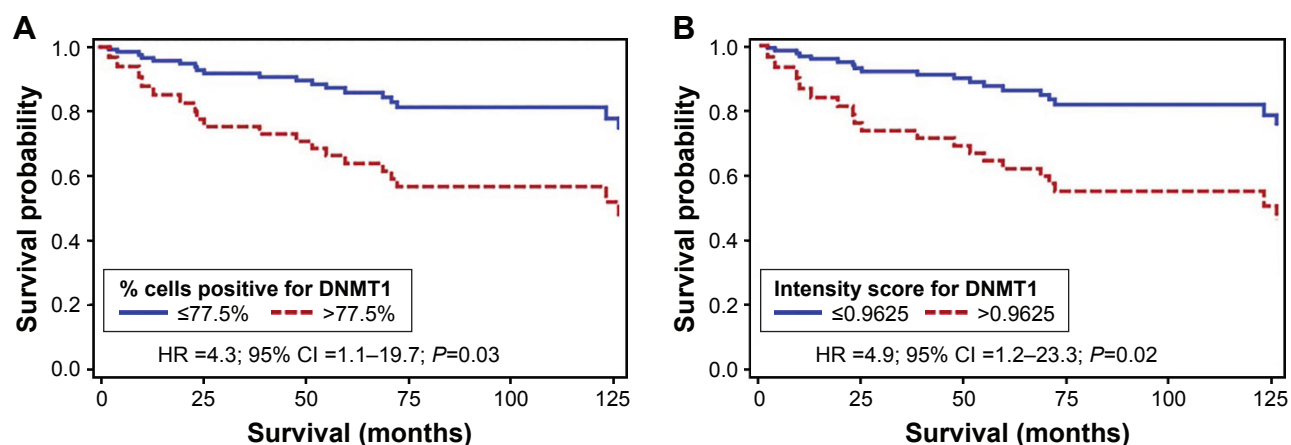 A
Survival probability
1.0
0.8
0.6
0.4
0.2
0.0
% cells positive for DNMT1
≤77.5% >77.5%
HR =4.3; 95% CI =1.1–19.7; P=0.03
0 25 50 75 100 125
Survival (months)
B
Survival probability
1.0
0.8
0.6
0.4
0.2
0.0
Intensity score for DNMT1
≤0.9625 >0.9625
HR =4.9; 95% CI =1.2–23.3; P=0.02
0 25 50 75 100 125
Survival (months)